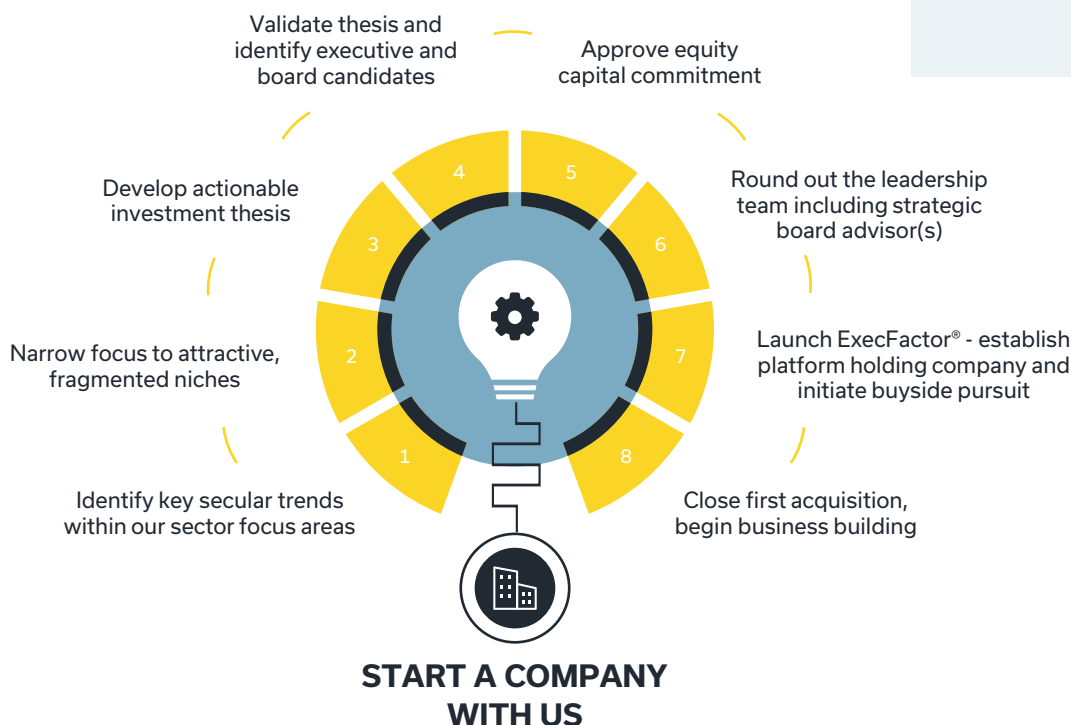 Validate thesis and
identify executive and
board candidates
Approve equity
capital commitment
Develop actionable
investment thesis
Round out the leadership
team including strategic
board advisor(s)
Narrow focus to attractive,
fragmented niches
Launch ExecFactor® - establish
platform holding company and
initiate buyside pursuit
Identify key secular trends
within our sector focus areas
Close first acquisition,
begin business building
1
2
3
4
5
6
7
8
START A COMPANY
WITH US